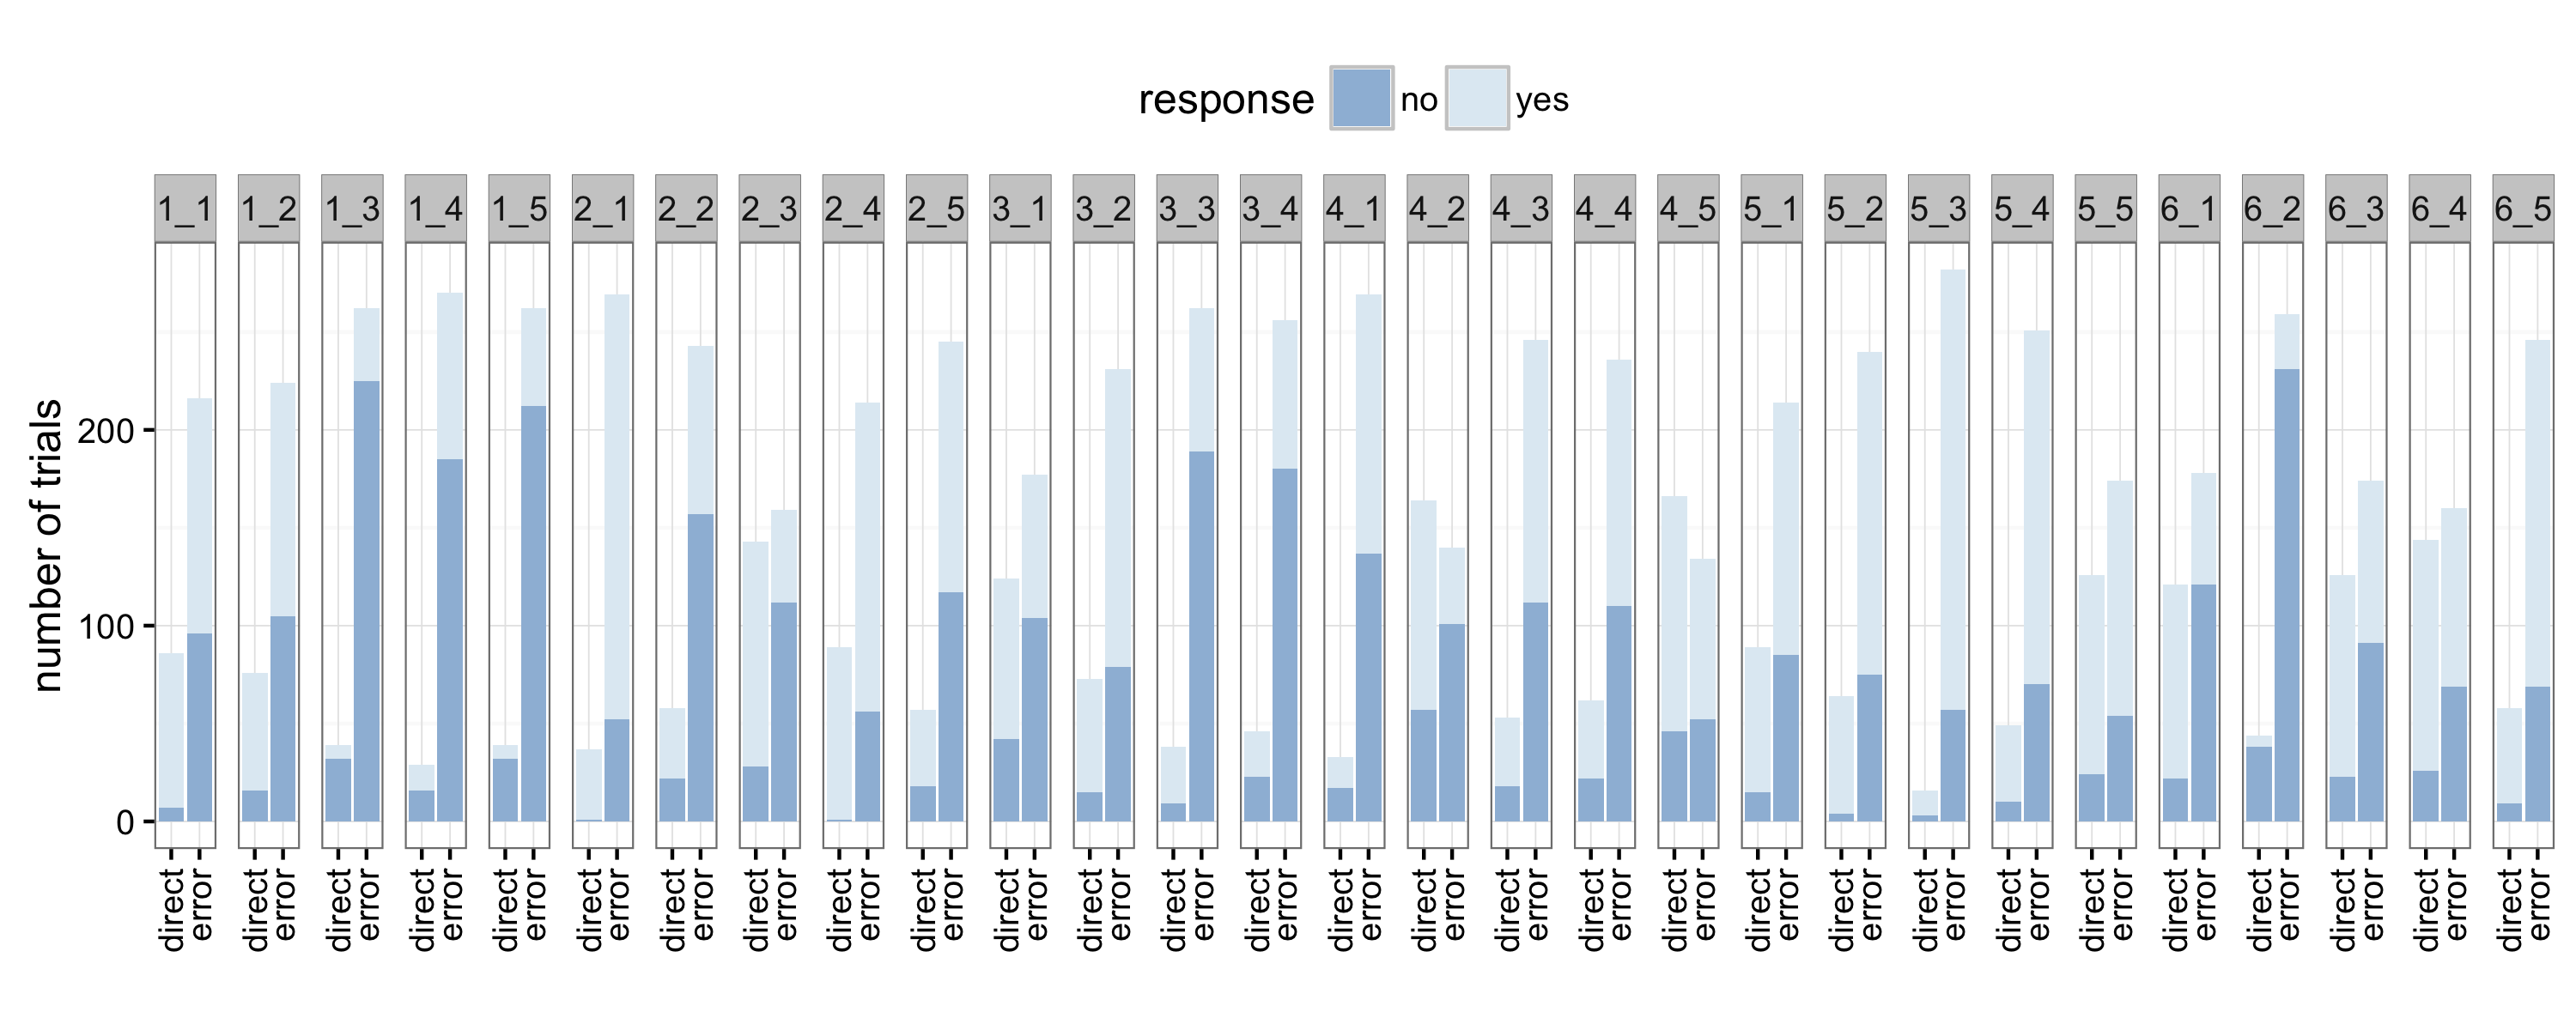 response no yes
1_1 1_2 1_3 1_4 1_5 2_1 2_2 2_3 2_4 2_5 3_1 3_2 3_3 3_4 4_1 4_2 4_3 4_4 4_5 5_1 5_2 5_3 5_4 5_5 6_1 6_2 6_3 6_4 6_5
number of trials
200
100
0
direct error direct error direct error direct error direct error direct error direct error direct error direct error direct error direct error direct error direct error direct error direct error direct error direct error direct error direct error direct error direct error direct error direct error direct error direct error direct error direct error direct error direct error